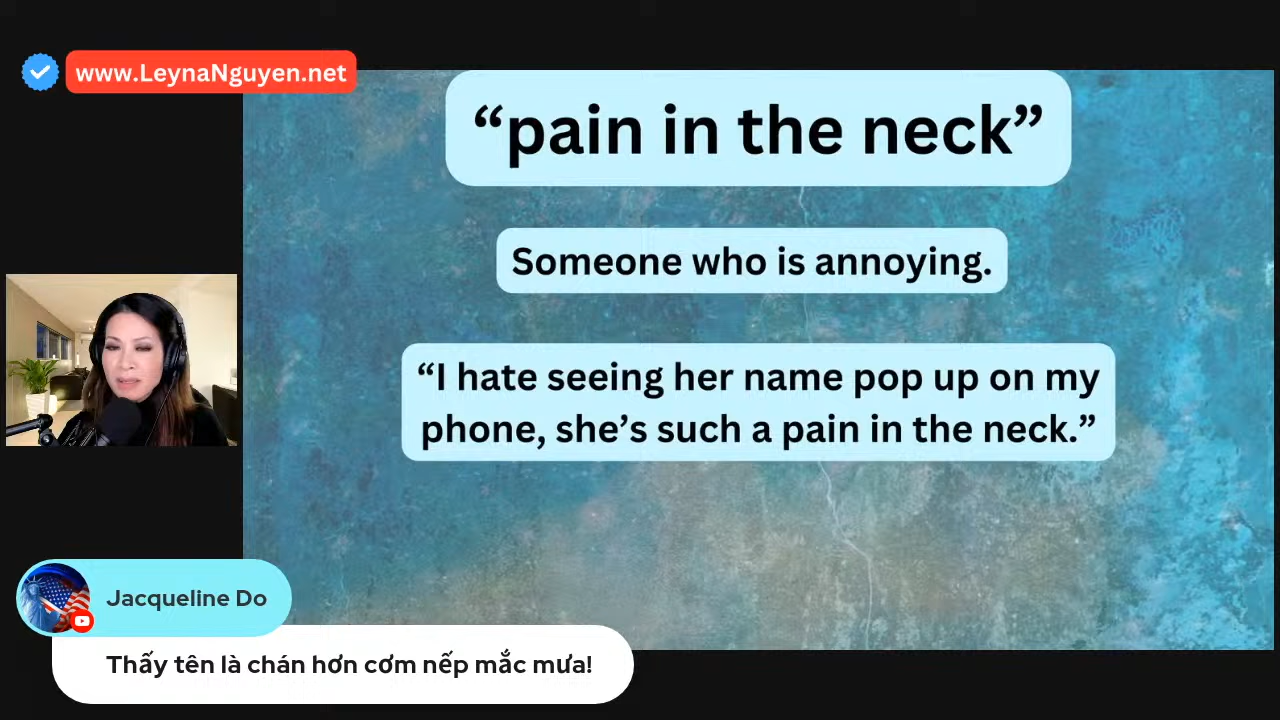 www.LeynaNguyen.net
“pain in the neck”
Someone who is annoying.
“I hate seeing her name pop up on my
phone, she’s such a pain in the neck.”
Jacqueline Do
Thấy tên là chán hơn cơm nếp mắc mưa!